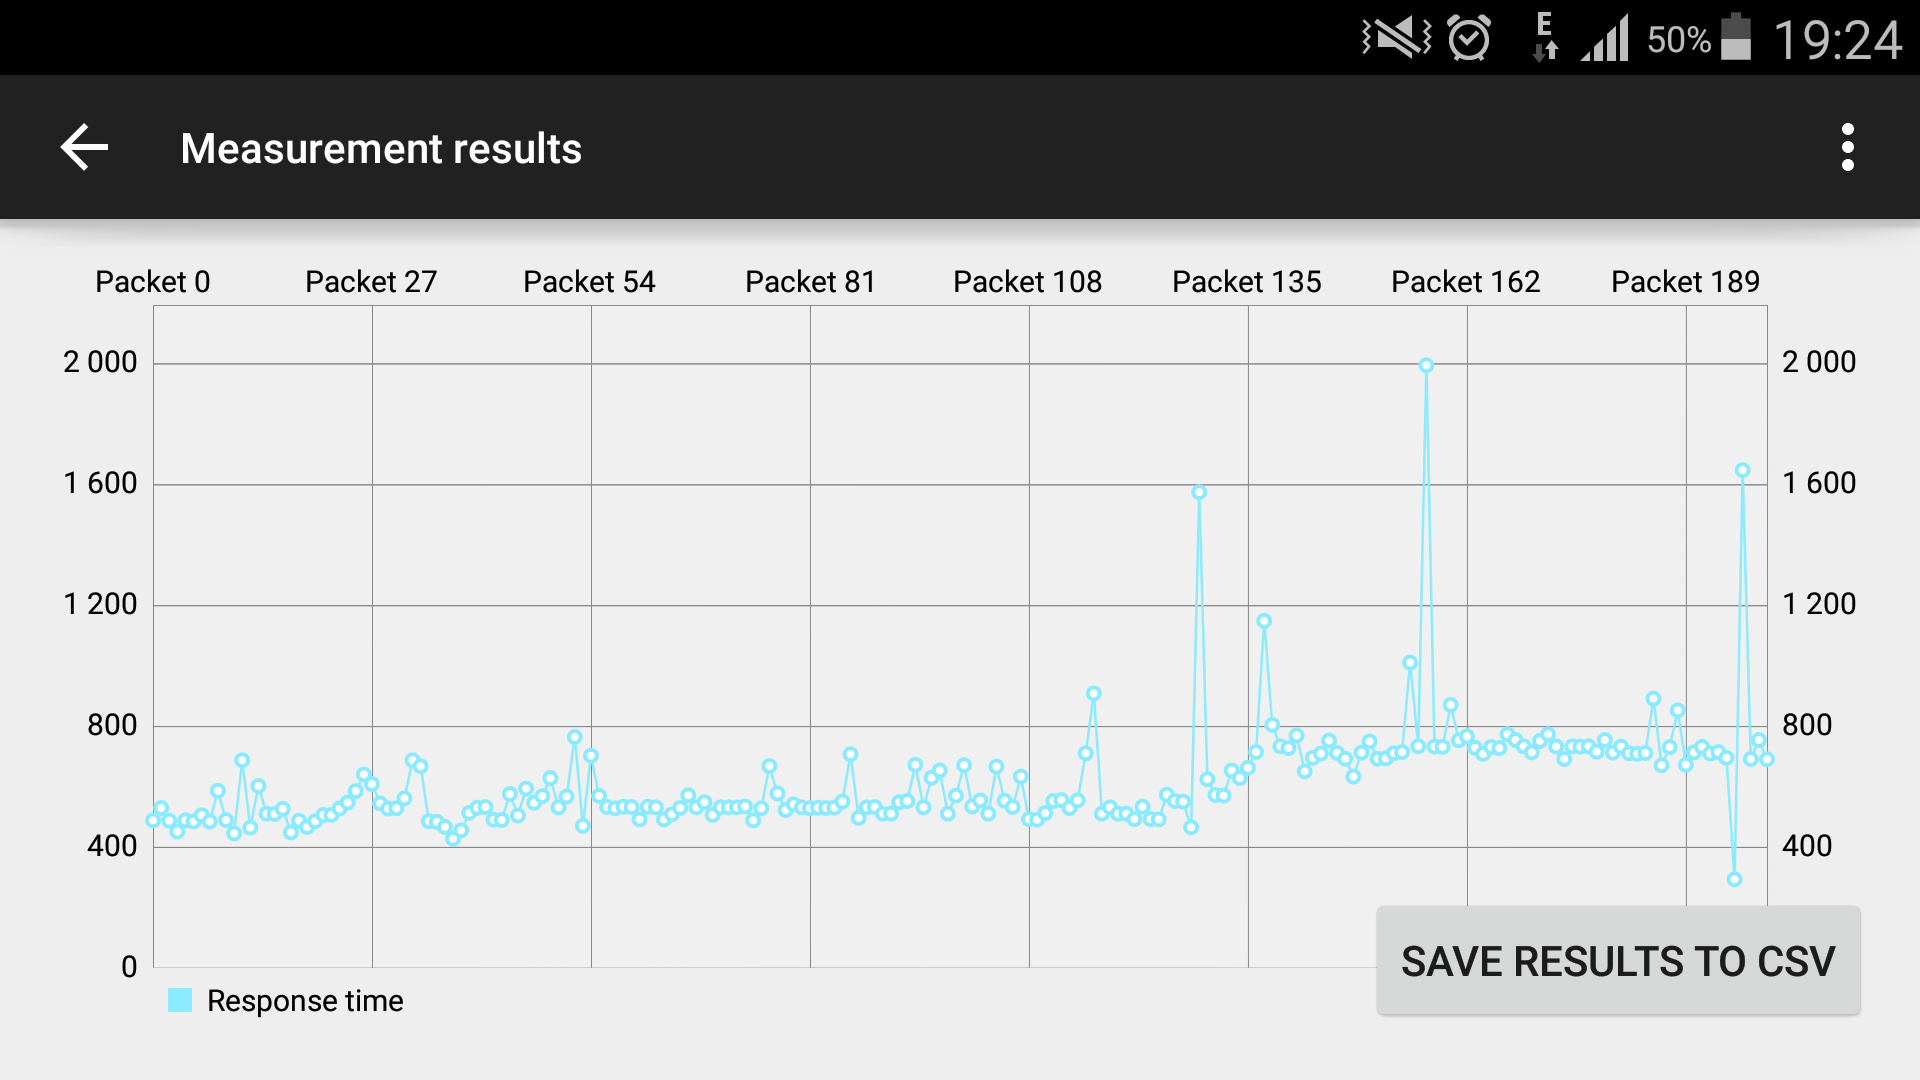 E 50% 19:24
Measurement results
Packet 0 Packet 27 Packet 54 Packet 81 Packet 108 Packet 135 Packet 162 Packet 189
2 000 2 000
1 600 1 600
1 200 1 200
800 800
400 400
0
SAVE RESULTS TO CSV
Response time